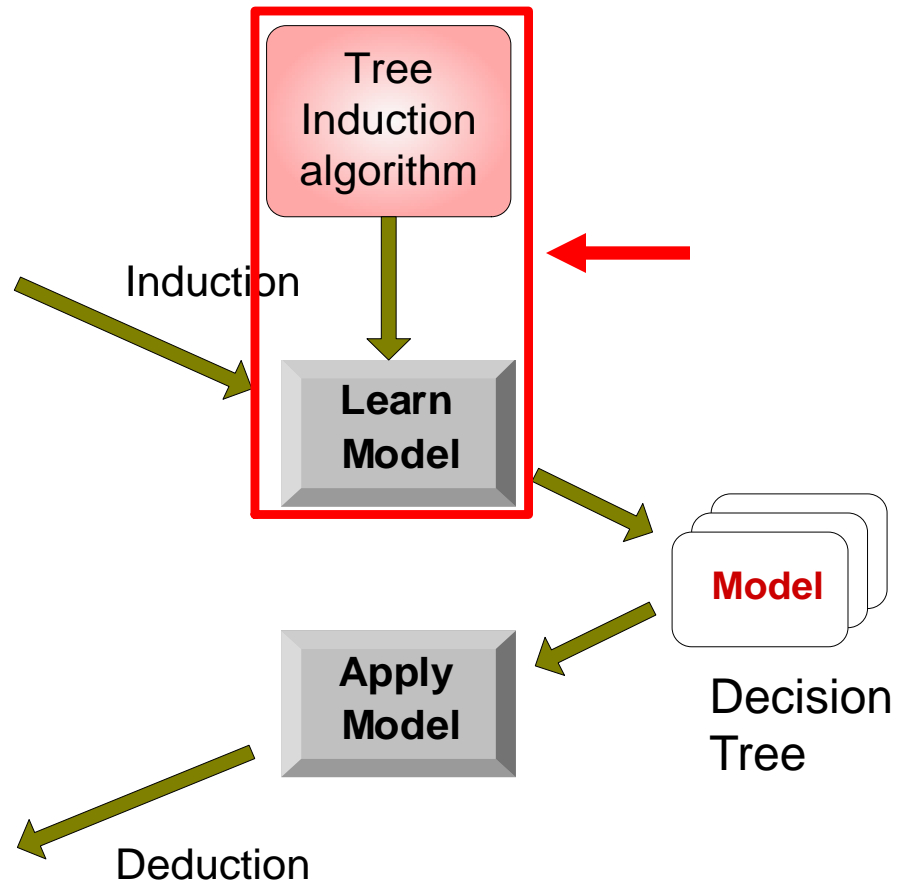 Tree
Induction
algorithm
Induction
Learn
Model
Model
Apply
Model
Decision
Tree
Deduction